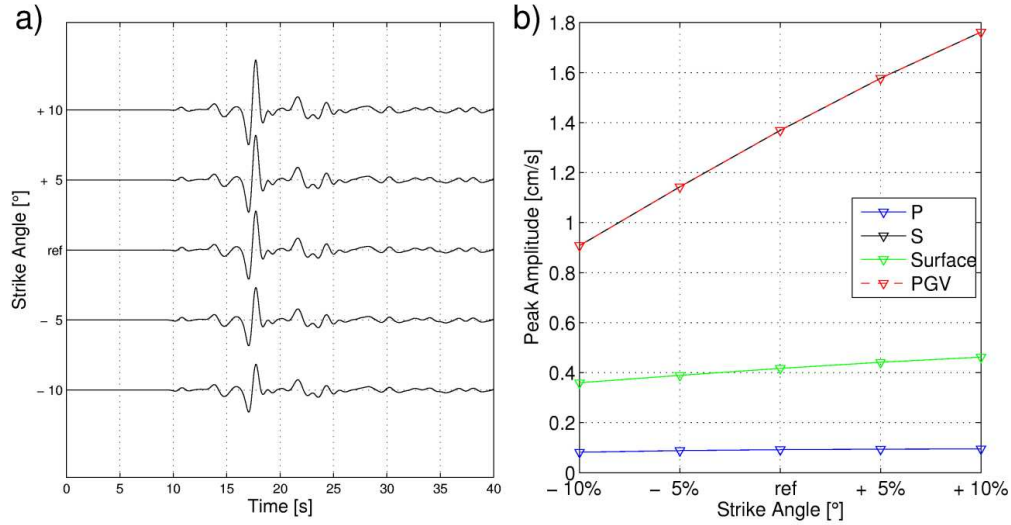 a)
+ 10
+ 5
ref
− 5
− 10
Strike Angle [°]
0 5 10 15 20 25 30 35 40
Time [s]
b)
1.8
1.6
1.4
1.2
1
0.8
0.6
0.4
0.2
0
Peak Amplitude [cm/s]
P
S
Surface
PGV
− 10% − 5% ref + 5% + 10%
Strike Angle [°]